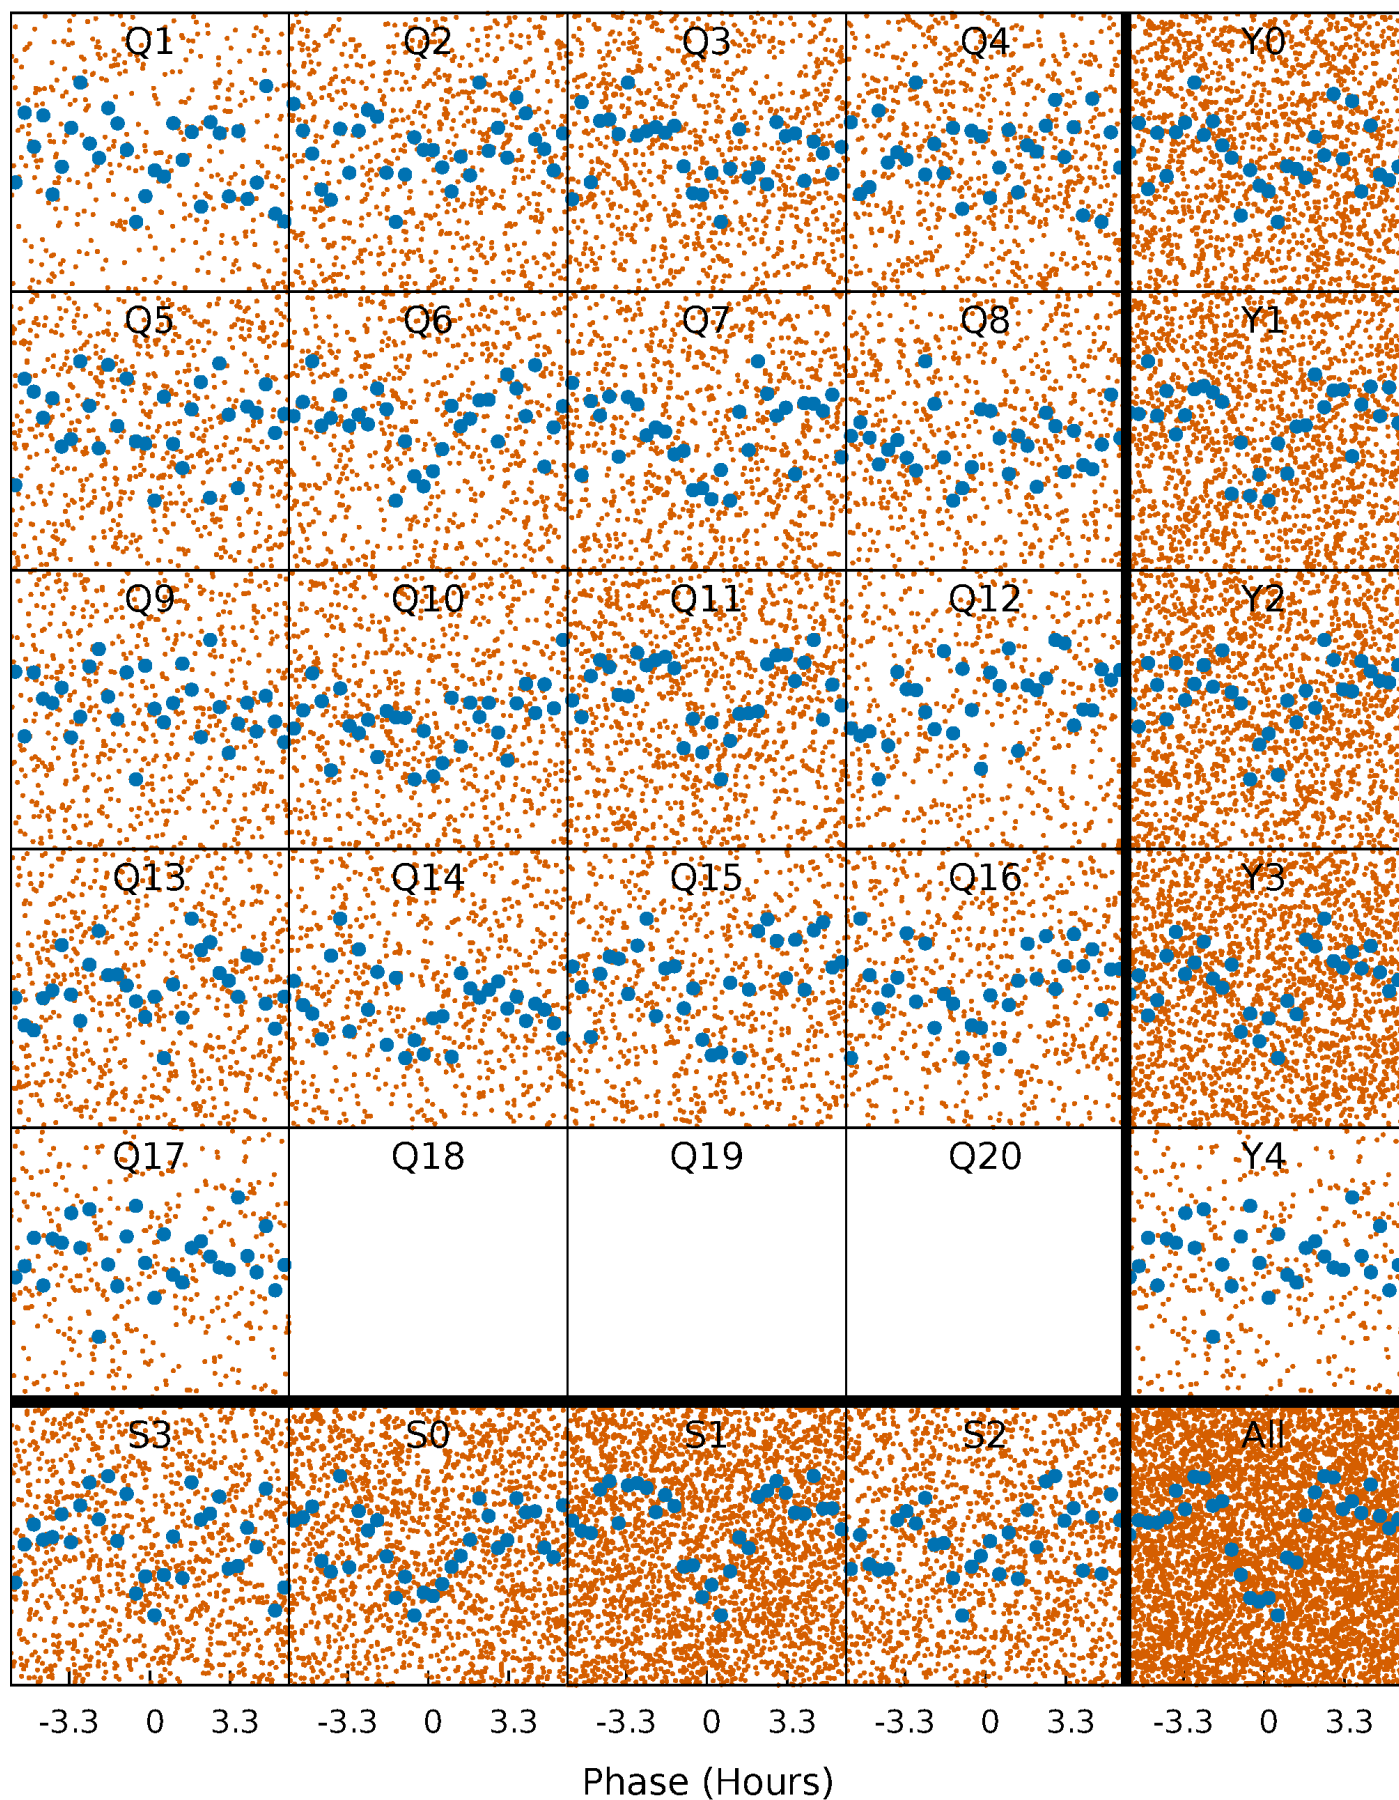 Q1 Q2 Q3 Q4 Y0
Q5 Q6 Q7 Q8 Y1
Q9 Q10 Q11 Q12 Y2
Q13 Q14 Q15 Q16 Y3
Q17 Q18 Q19 Q20 Y4
S3 S0 S1 S2 All
-3.3 0 3.3 -3.3 0 3.3 -3.3 0 3.3 -3.3 0 3.3 -3.3 0 3.3
Phase (Hours)